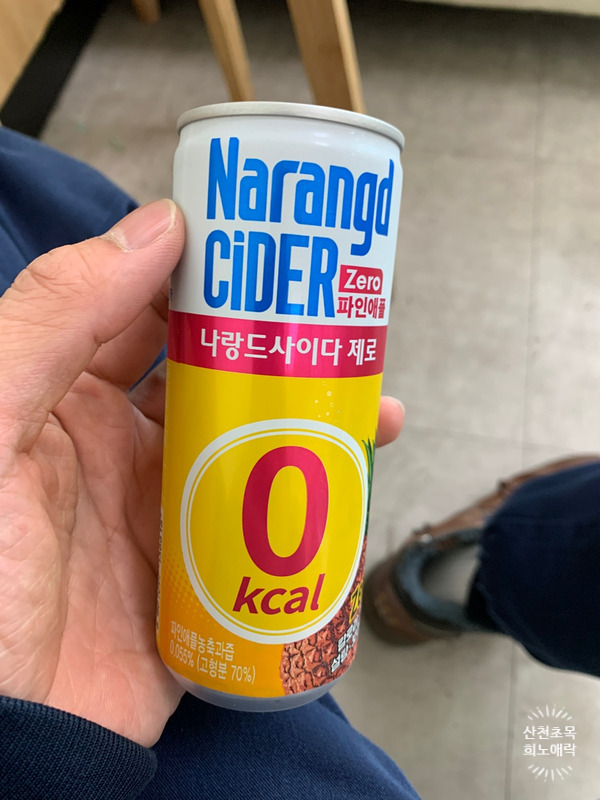 Narangd
CiDER
Zero
파인애플
나랑드사이다 제로
0
kcal
파인애플농축과즙
0.055% (고형분 70%)
산천초목
희노애락